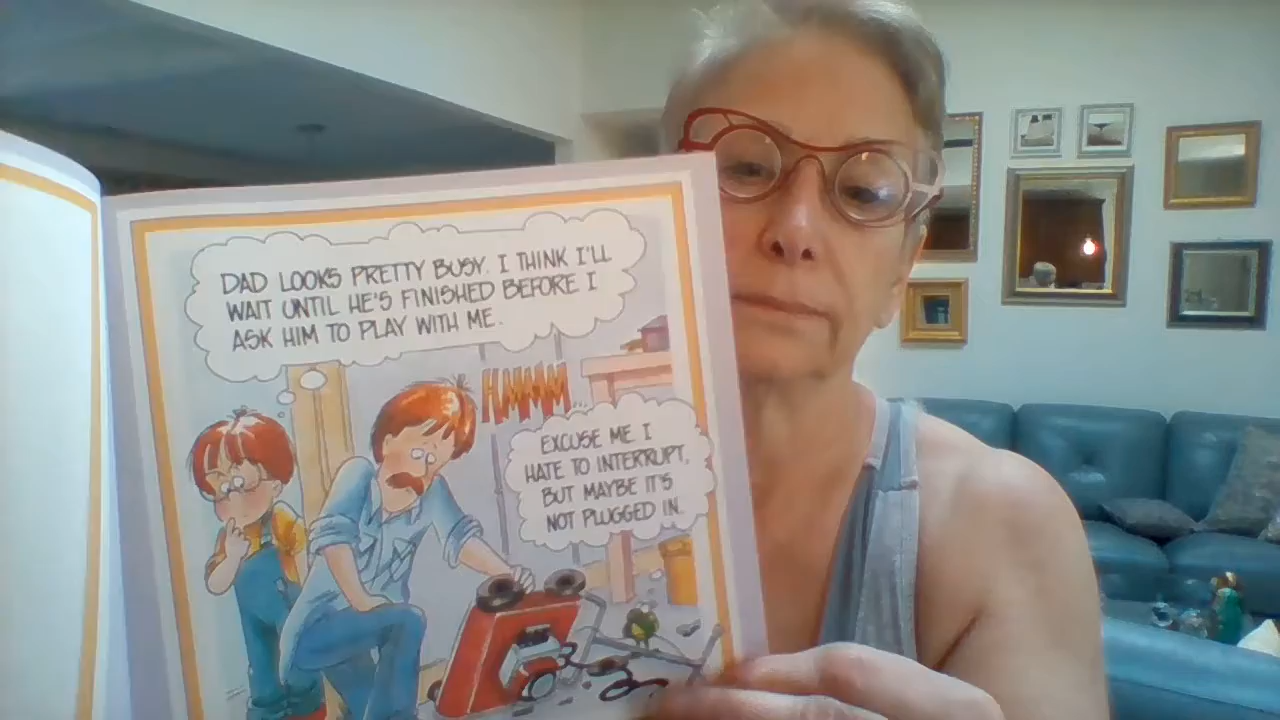 DAD LOOKS PRETTY BUSY. I THINK I'LL
WAIT UNTIL HE'S FINISHED BEFORE I
ASK HIM TO PLAY WITH ME.
HMMMM...
EXCUSE ME. I
HATE TO INTERRUPT,
BUT MAYBE IT'S
NOT PLUGGED IN.